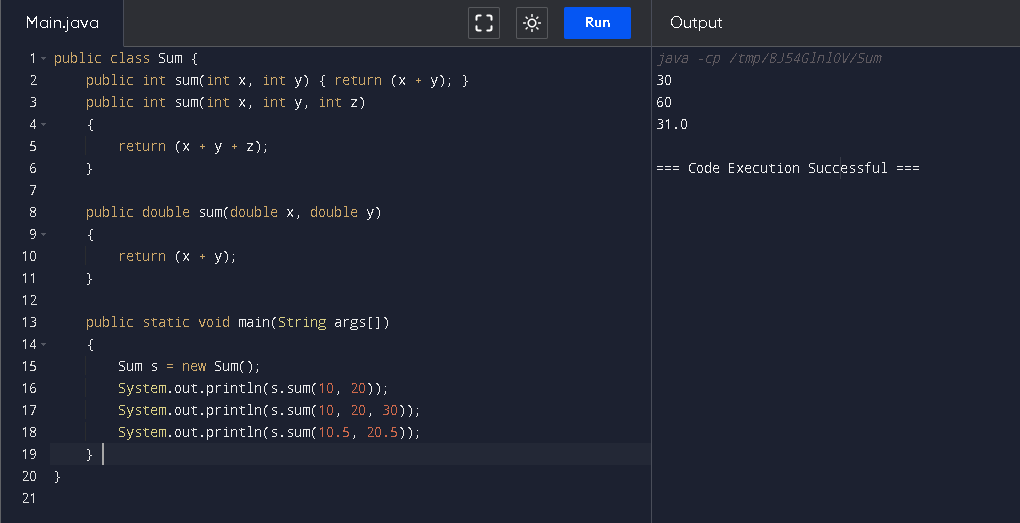 Main.java
Run
Output
1 public class Sum {
2     public int sum(int x, int y) { return (x + y); }
3     public int sum(int x, int y, int z)
4     {
5         return (x + y + z);
6     }
7
8     public double sum(double x, double y)
9     {
10         return (x + y);
11     }
12
13     public static void main(String args[])
14     {
15         Sum s = new Sum();
16         System.out.println(s.sum(10, 20));
17         System.out.println(s.sum(10, 20, 30));
18         System.out.println(s.sum(10.5, 20.5));
19     }
20 }
21
java -cp /tmp/8J54GlnlOV/Sum
30
60
31.0
=== Code Execution Successful ===